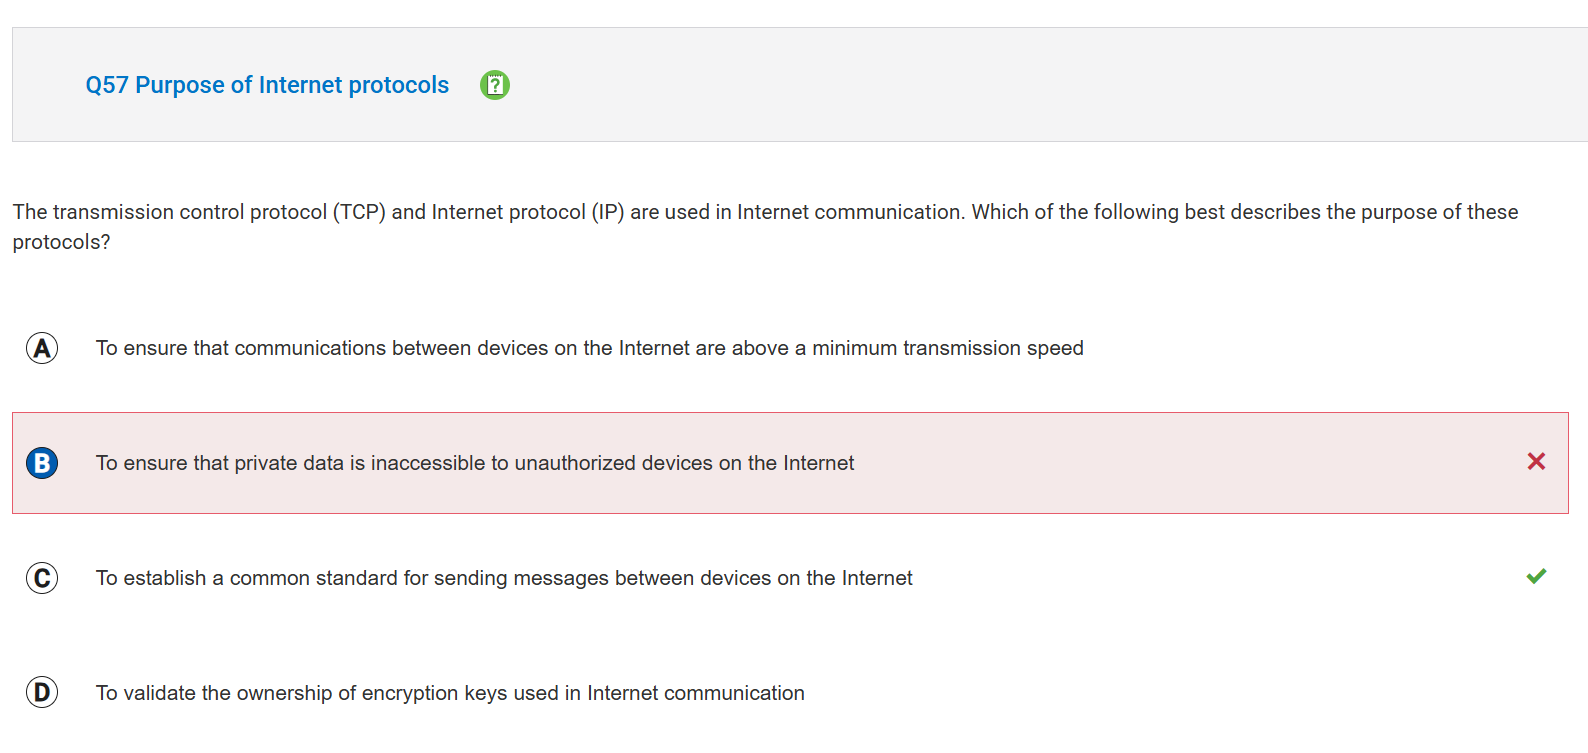 Q57 Purpose of Internet protocols ?
The transmission control protocol (TCP) and Internet protocol (IP) are used in Internet communication. Which of the following best describes the purpose of these
protocols?
A To ensure that communications between devices on the Internet are above a minimum transmission speed
B To ensure that private data is inaccessible to unauthorized devices on the Internet
C To establish a common standard for sending messages between devices on the Internet
D To validate the ownership of encryption keys used in Internet communication